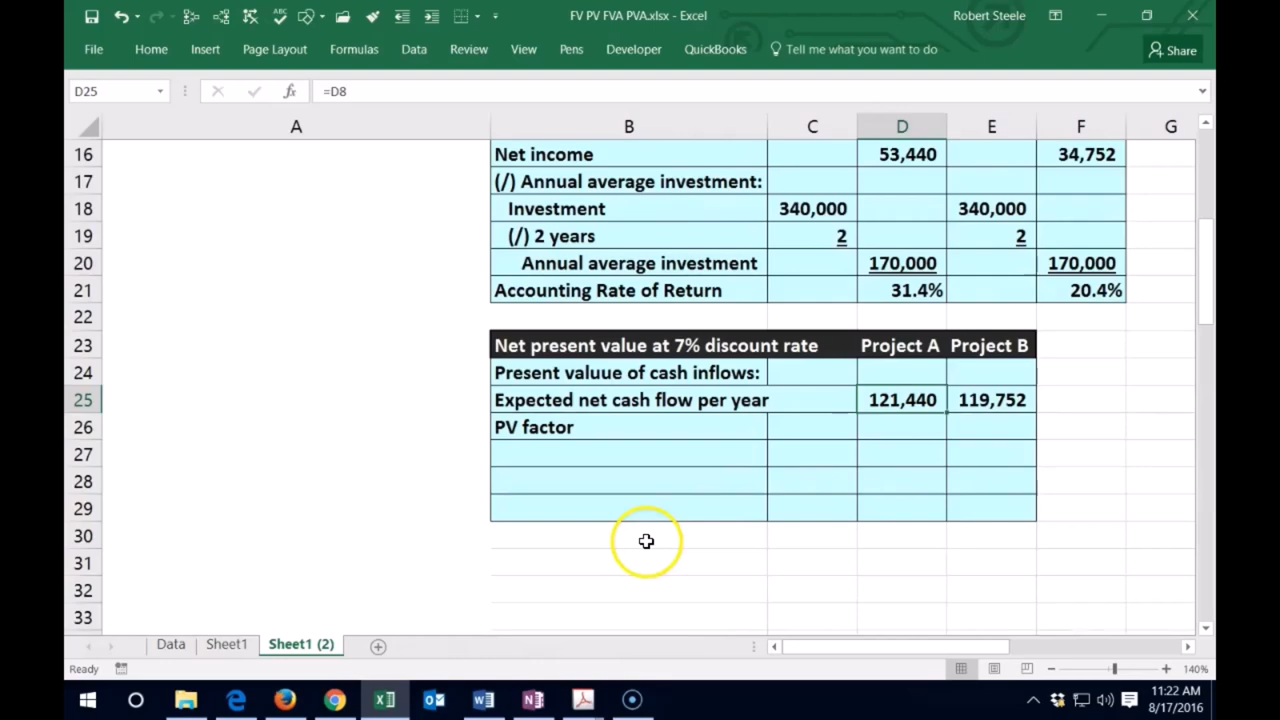 FV PV FVA PVA.xlsx - Excel
Robert Steele
File Home Insert Page Layout Formulas Data Review View Pens Developer QuickBooks Tell me what you want to do Share
D25 fx =D8
A B C D E F G
16 Net income 53,440 34,752
17 (/) Annual average investment:
18 Investment 340,000 340,000
19 (/) 2 years 2 2
20 Annual average investment 170,000 170,000
21 Accounting Rate of Return 31.4% 20.4%
22
23 Net present value at 7% discount rate Project A Project B
24 Present valuue of cash inflows:
25 Expected net cash flow per year 121,440 119,752
26 PV factor
27
28
29
30
31
32
33
Data Sheet1 Sheet1 (2)
Ready 140%
11:22 AM
8/17/2016